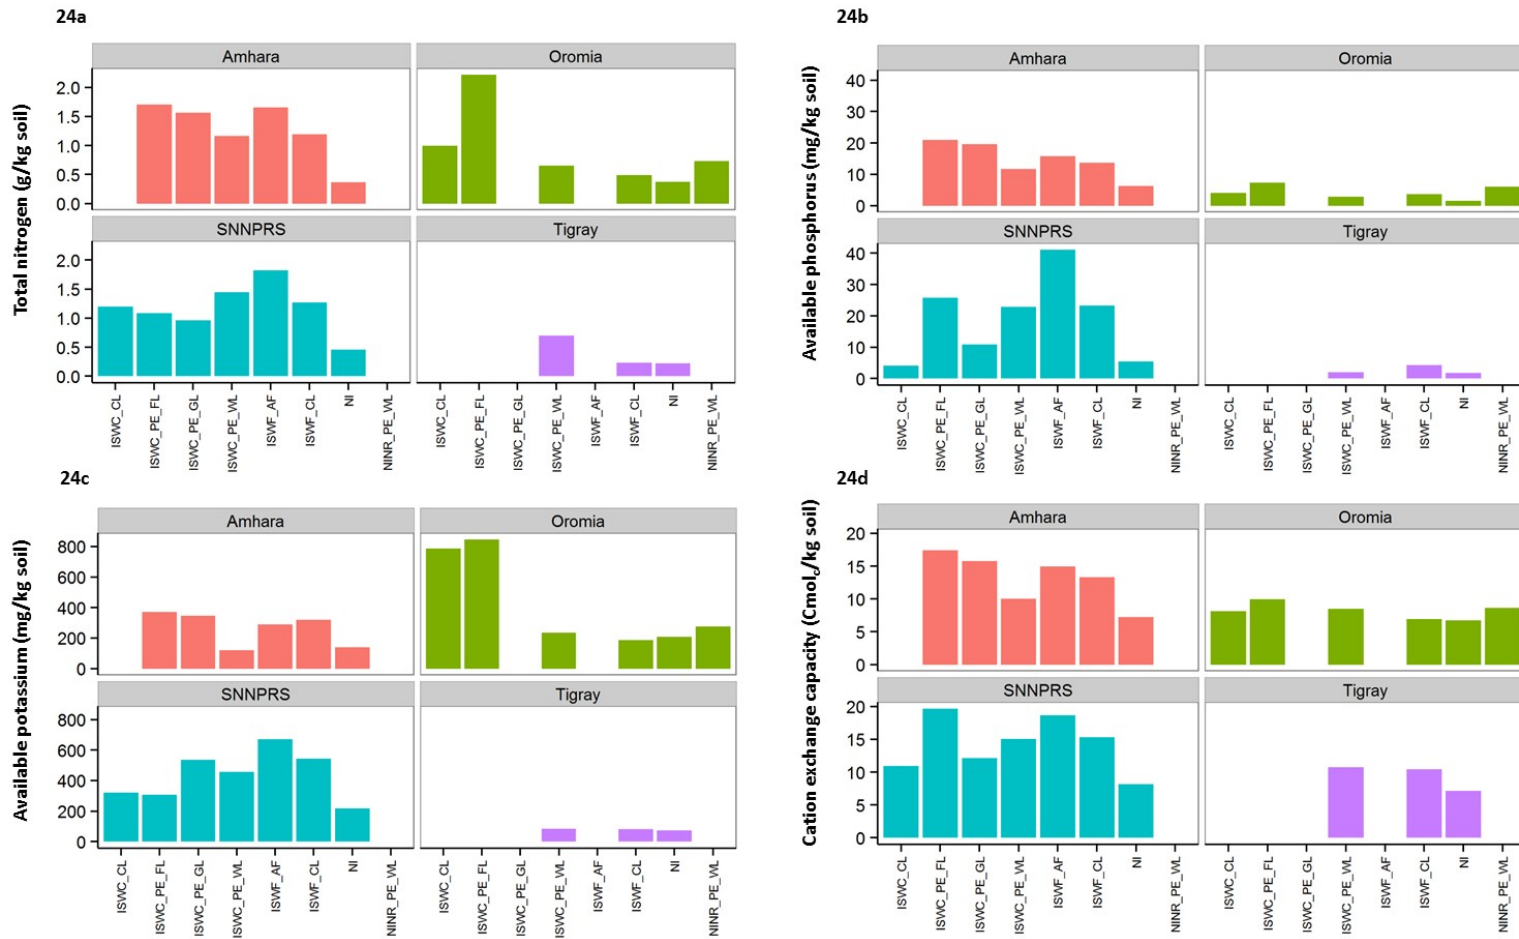 24a
Total nitrogen (g/kg soil)
Amhara
Oromia
2.0
1.5
1.0
0.5
0.0
SNNPRS
Tigray
2.0
1.5
1.0
0.5
0.0
ISWC_CL
ISWC_PE_FL
ISWC_PE_GL
ISWC_PE_WL
ISWF_AF
ISWF_CL
NI
NINR_PE_WL
ISWC_CL
ISWC_PE_FL
ISWC_PE_GL
ISWC_PE_WL
ISWF_AF
ISWF_CL
NI
NINR_PE_WL
24b
Available phosphorus (mg/kg soil)
Amhara
Oromia
40
30
20
10
0
SNNPRS
Tigray
40
30
20
10
0
ISWC_CL
ISWC_PE_FL
ISWC_PE_GL
ISWC_PE_WL
ISWF_AF
ISWF_CL
NI
NINR_PE_WL
ISWC_CL
ISWC_PE_FL
ISWC_PE_GL
ISWC_PE_WL
ISWF_AF
ISWF_CL
NI
NINR_PE_WL
24c
Available potassium (mg/kg soil)
Amhara
Oromia
800
600
400
200
0
SNNPRS
Tigray
800
600
400
200
0
ISWC_CL
ISWC_PE_FL
ISWC_PE_GL
ISWC_PE_WL
ISWF_AF
ISWF_CL
NI
NINR_PE_WL
ISWC_CL
ISWC_PE_FL
ISWC_PE_GL
ISWC_PE_WL
ISWF_AF
ISWF_CL
NI
NINR_PE_WL
24d
Cation exchange capacity (Cmolc/kg soil)
Amhara
Oromia
20
15
10
5
0
SNNPRS
Tigray
20
15
10
5
0
ISWC_CL
ISWC_PE_FL
ISWC_PE_GL
ISWC_PE_WL
ISWF_AF
ISWF_CL
NI
NINR_PE_WL
ISWC_CL
ISWC_PE_FL
ISWC_PE_GL
ISWC_PE_WL
ISWF_AF
ISWF_CL
NI
NINR_PE_WL